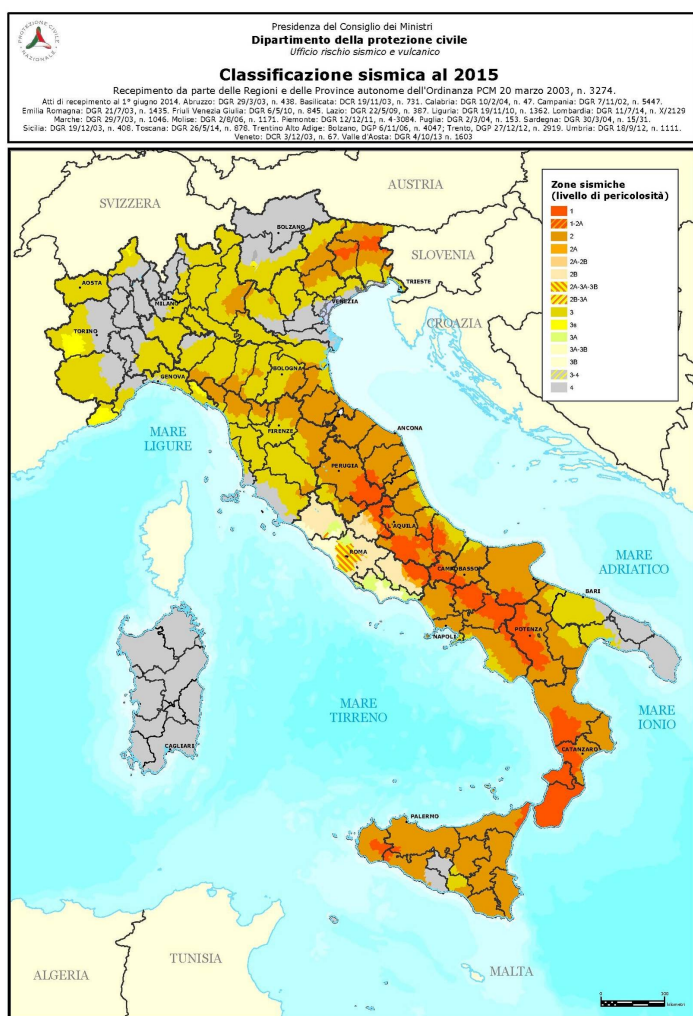 PROTEZIONE CIVILE
NAZIONALE
Presidenza del Consiglio dei Ministri
Dipartimento della protezione civile
Ufficio rischio sismico e vulcanico
Classificazione sismica al 2015
Recepimento da parte delle Regioni e delle Province autonome dell'Ordinanza PCM 20 marzo 2003, n. 3274.
Atti di recepimento al 1° giugno 2014. Abruzzo: DGR 29/3/03, n. 438. Basilicata: DCR 19/11/03, n. 731. Calabria: DGR 10/2/04, n. 47. Campania: DGR 7/11/02, n. 5447.
Emilia Romagna: DGR 21/7/03, n. 1435. Friuli Venezia Giulia: DGR 6/5/10, n. 845. Lazio: DGR 22/5/09, n. 387. Liguria: DGR 19/11/10, n. 1362. Lombardia: DGR 11/7/14, n. X/2129
Marche: DGR 29/7/03, n. 1046. Molise: DGR 2/8/06, n. 1171. Piemonte: DGR 12/12/11, n. 4-3084. Puglia: DGR 2/3/04, n. 153. Sardegna: DGR 30/3/04, n. 15/31.
Sicilia: DGR 19/12/03, n. 408. Toscana: DGR 26/5/14, n. 878. Trentino Alto Adige: Bolzano, DGP 6/11/06, n. 4047; Trento, DGP 27/12/12, n. 2919. Umbria: DGR 18/9/12, n. 1111.
Veneto: DCR 3/12/03, n. 67. Valle d'Aosta: DGR 4/10/13 n. 1603
Zone sismiche
(livello di pericolosità)
1
1-2A
2
2A
2A-2B
2B
2A-3A-3B
2B-3A
3
3s
3A
3A-3B
3B
3-4
4
AUSTRIA
SVIZZERA
BOLZANO
SLOVENIA
AOSTA
TRIESTE
MILANO
VENEZIA
CROAZIA
TORINO
BOLOGNA
GENOVA
FIRENZE
ANCONA
MARE
LIGURE
PERUGIA
L'AQUILA
ROMA
MARE
ADRIATICO
CAMPOBASSO
BARI
NAPOLI
POTENZA
MARE
TIRRENO
MARE
IONIO
CAGLIARI
CATANZARO
PALERMO
TUNISIA
ALGERIA
MALTA